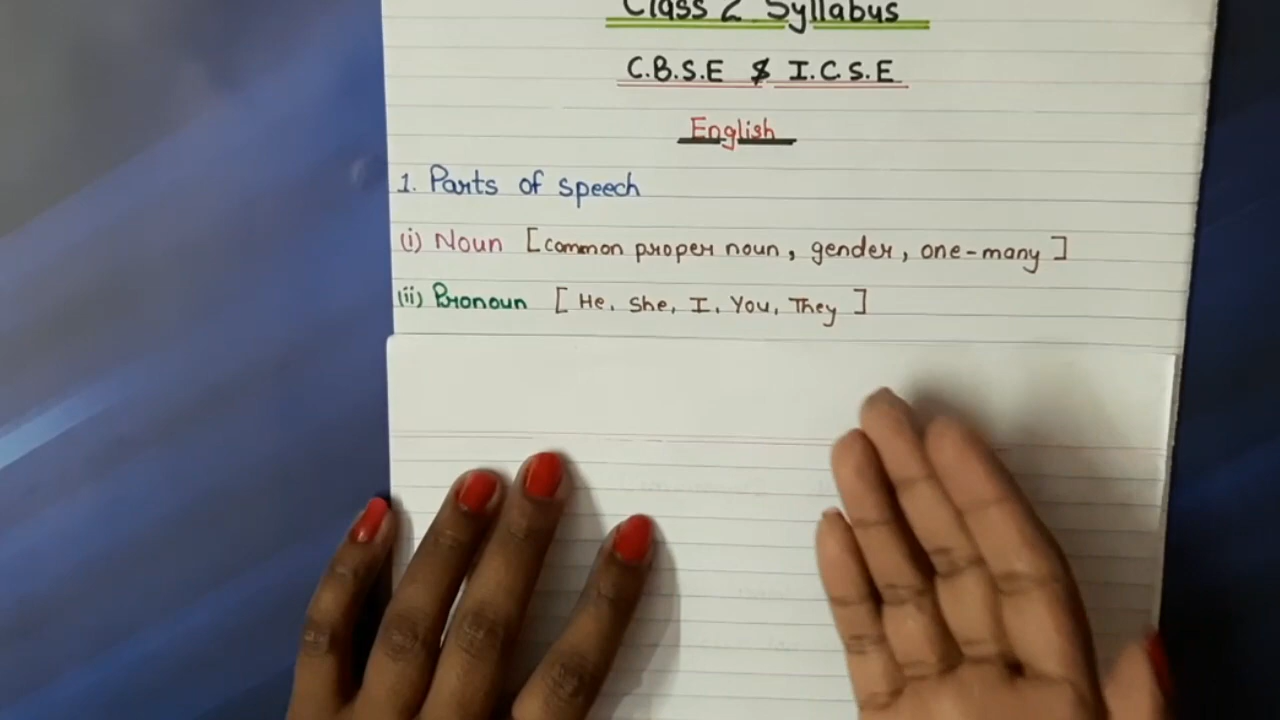 Class 2 Syllabus
C.B.S.E & I.C.S.E
English
1. Parts of speech
(i) Noun [common proper noun, gender, one-many]
(ii) Pronoun [He, She, I, You, They]